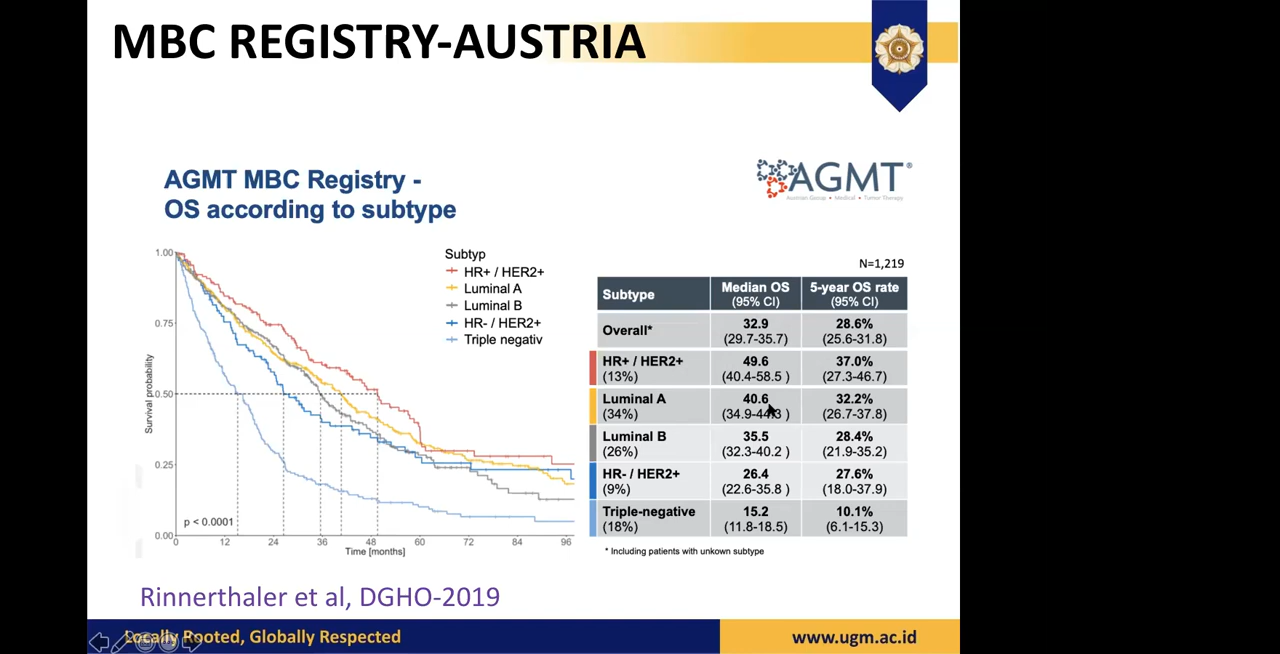 MBC REGISTRY-AUSTRIA
AGMT MBC Registry -
OS according to subtype
AGMT®
Austrian Group • Medical • Tumor Therapy
Subtyp
HR+ / HER2+
Luminal A
Luminal B
HR- / HER2+
Triple negativ
1.00
0.75
0.50
0.25
0.00
Survival probability
p < 0.0001
0 12 24 36 48 60 72 84 96
Time [months]
N=1,219
Subtype Median OS (95% CI) 5-year OS rate (95% CI)
Overall* 32.9 28.6%
(29.7-35.7) (25.6-31.8)
HR+ / HER2+ 49.6 37.0%
(13%) (40.4-58.5 ) (27.3-46.7)
Luminal A 40.6 32.2%
(34%) (34.9-44.3 ) (26.7-37.8)
Luminal B 35.5 28.4%
(26%) (32.3-40.2 ) (21.9-35.2)
HR- / HER2+ 26.4 27.6%
(9%) (22.6-35.8 ) (18.0-37.9)
Triple-negative 15.2 10.1%
(18%) (11.8-18.5) (6.1-15.3)
* Including patients with unkown subtype
Rinnerthaler et al, DGHO-2019
Locally Rooted, Globally Respected
www.ugm.ac.id